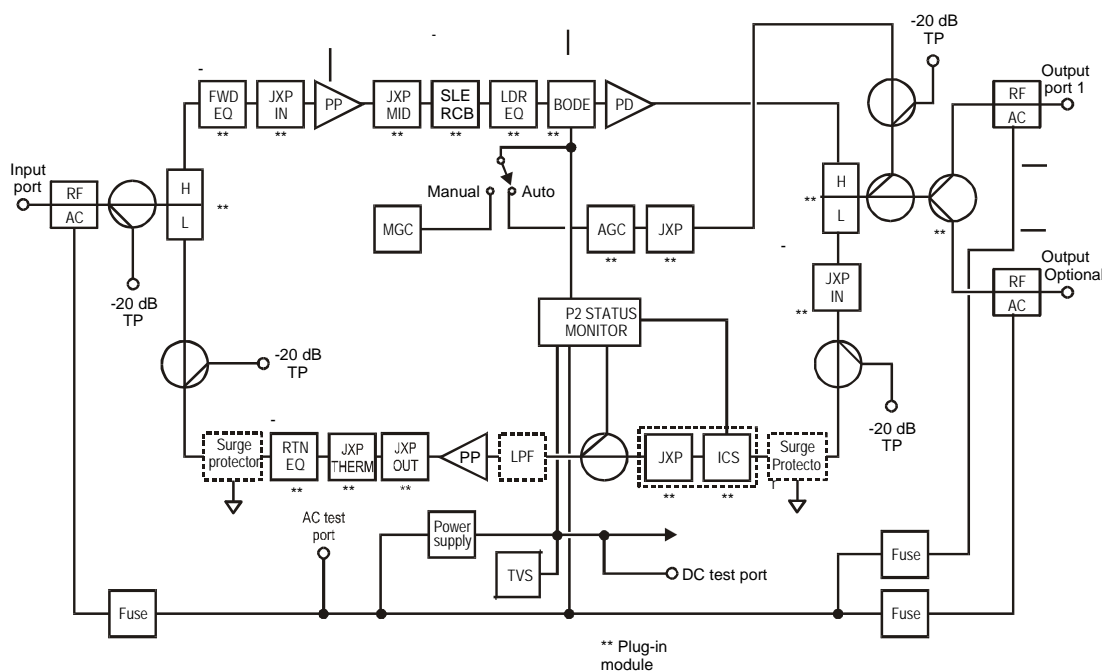 -20 dB
TP
Output
port 1
RF
AC
FWD
EQ
**
JXP
IN
**
PP
JXP
MID
**
SLE
RCB
LDR
EQ
**
BODE
**
PD
Input
port
RF
AC
H
L
**
-20 dB
TP
Manual
Auto
MGC
AGC
**
JXP
**
H
**
L
**
Output
Optional
RF
AC
JXP
IN
**
P2 STATUS
MONITOR
-20 dB
TP
-20 dB
TP
Surge
protector
RTN
EQ
**
JXP
THERM
**
JXP
OUT
**
PP
LPF
JXP
**
ICS
**
Surge
Protecto
r
AC test
port
Power
supply
TVS
DC test port
Fuse
Fuse
Fuse
** Plug-in
module